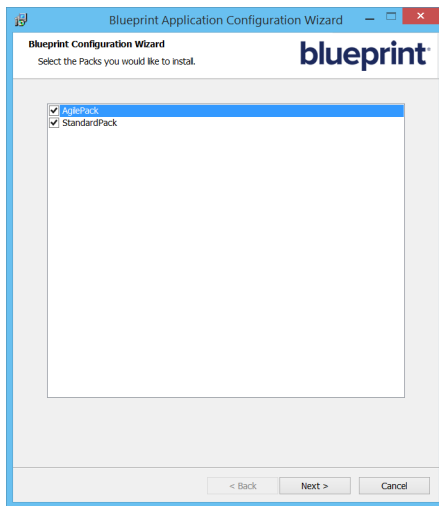 Blueprint Application Configuration Wizard
Blueprint Configuration Wizard
Select the Packs you would like to install.
blueprint
AgilePack
StandardPack
< Back Next > Cancel